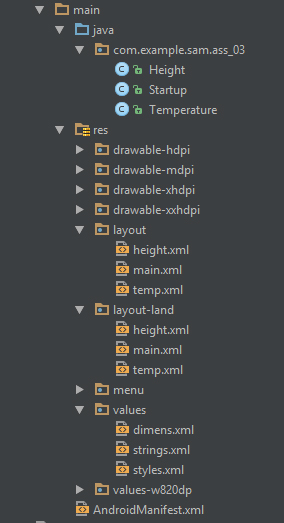 main
java
com.example.sam.ass_03
Height
Startup
Temperature
res
drawable-hdpi
drawable-mdpi
drawable-xhdpi
drawable-xxhdpi
layout
height.xml
main.xml
temp.xml
layout-land
height.xml
main.xml
temp.xml
menu
values
dimens.xml
strings.xml
styles.xml
values-w820dp
AndroidManifest.xml